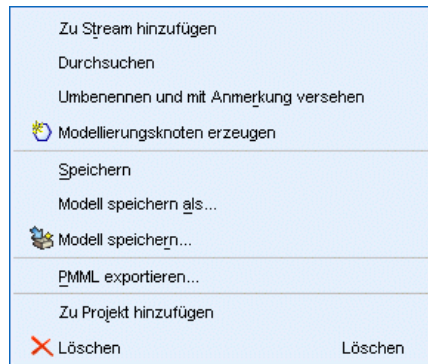 Zu Stream hinzufügen
Durchsuchen
Umbenennen und mit Anmerkung versehen
Modellierungsknoten erzeugen
Speichern
Modell speichern als...
Modell speichern...
PMML exportieren...
Zu Projekt hinzufügen
Löschen Löschen